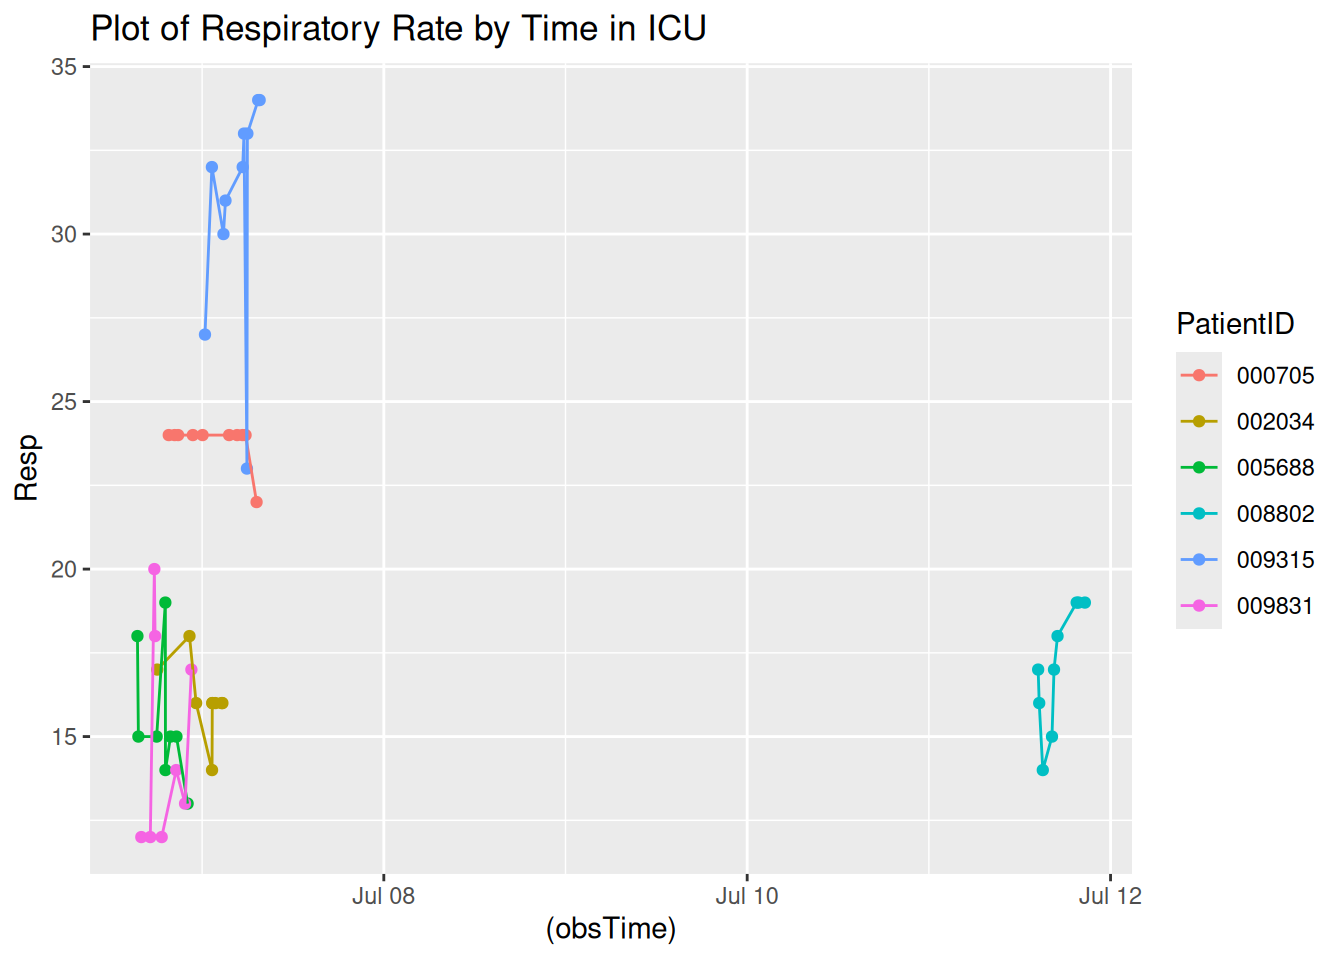 Plot of Respiratory Rate by Time in ICU
35
30
25
20
15
Resp
Jul 08
Jul 10
Jul 12
(obsTime)
PatientID
000705
002034
005688
008802
009315
009831